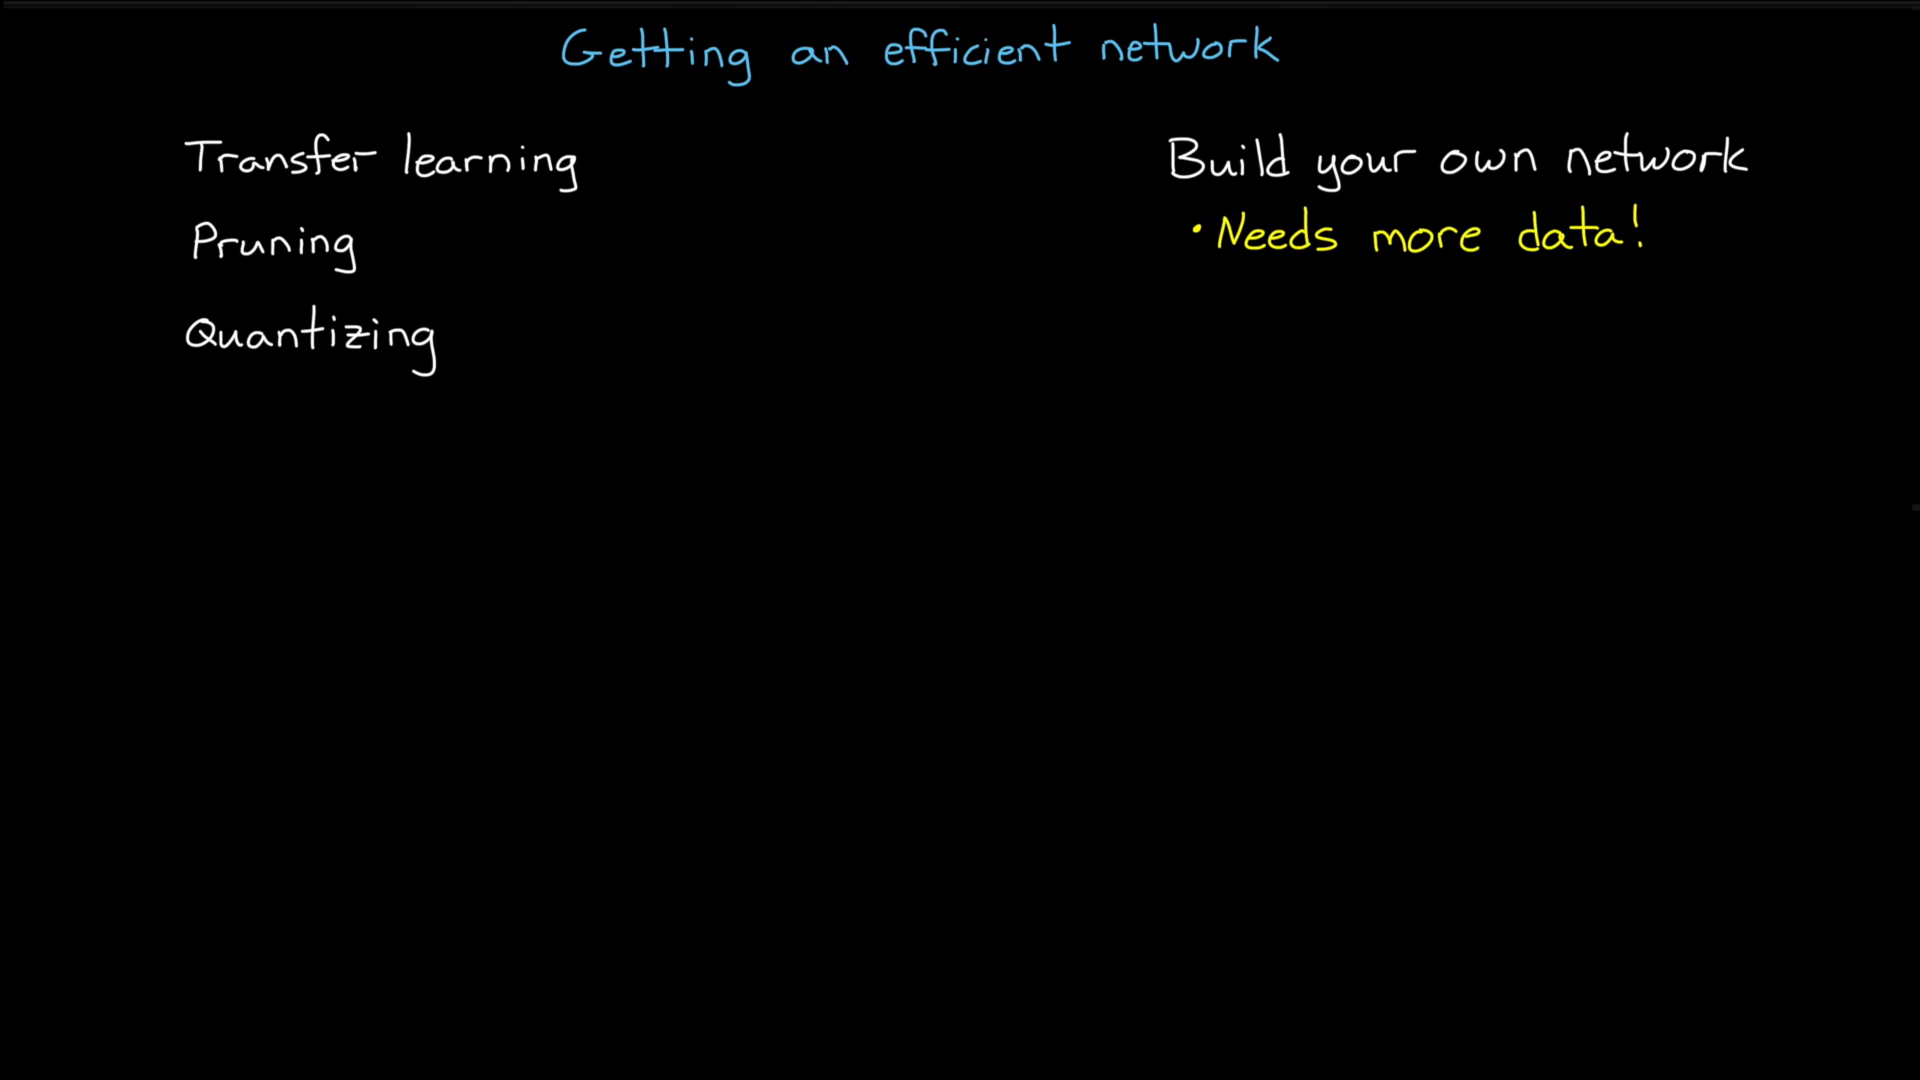 Getting an efficient network
Transfer learning
Pruning
Quantizing
Build your own network
• Needs more data!